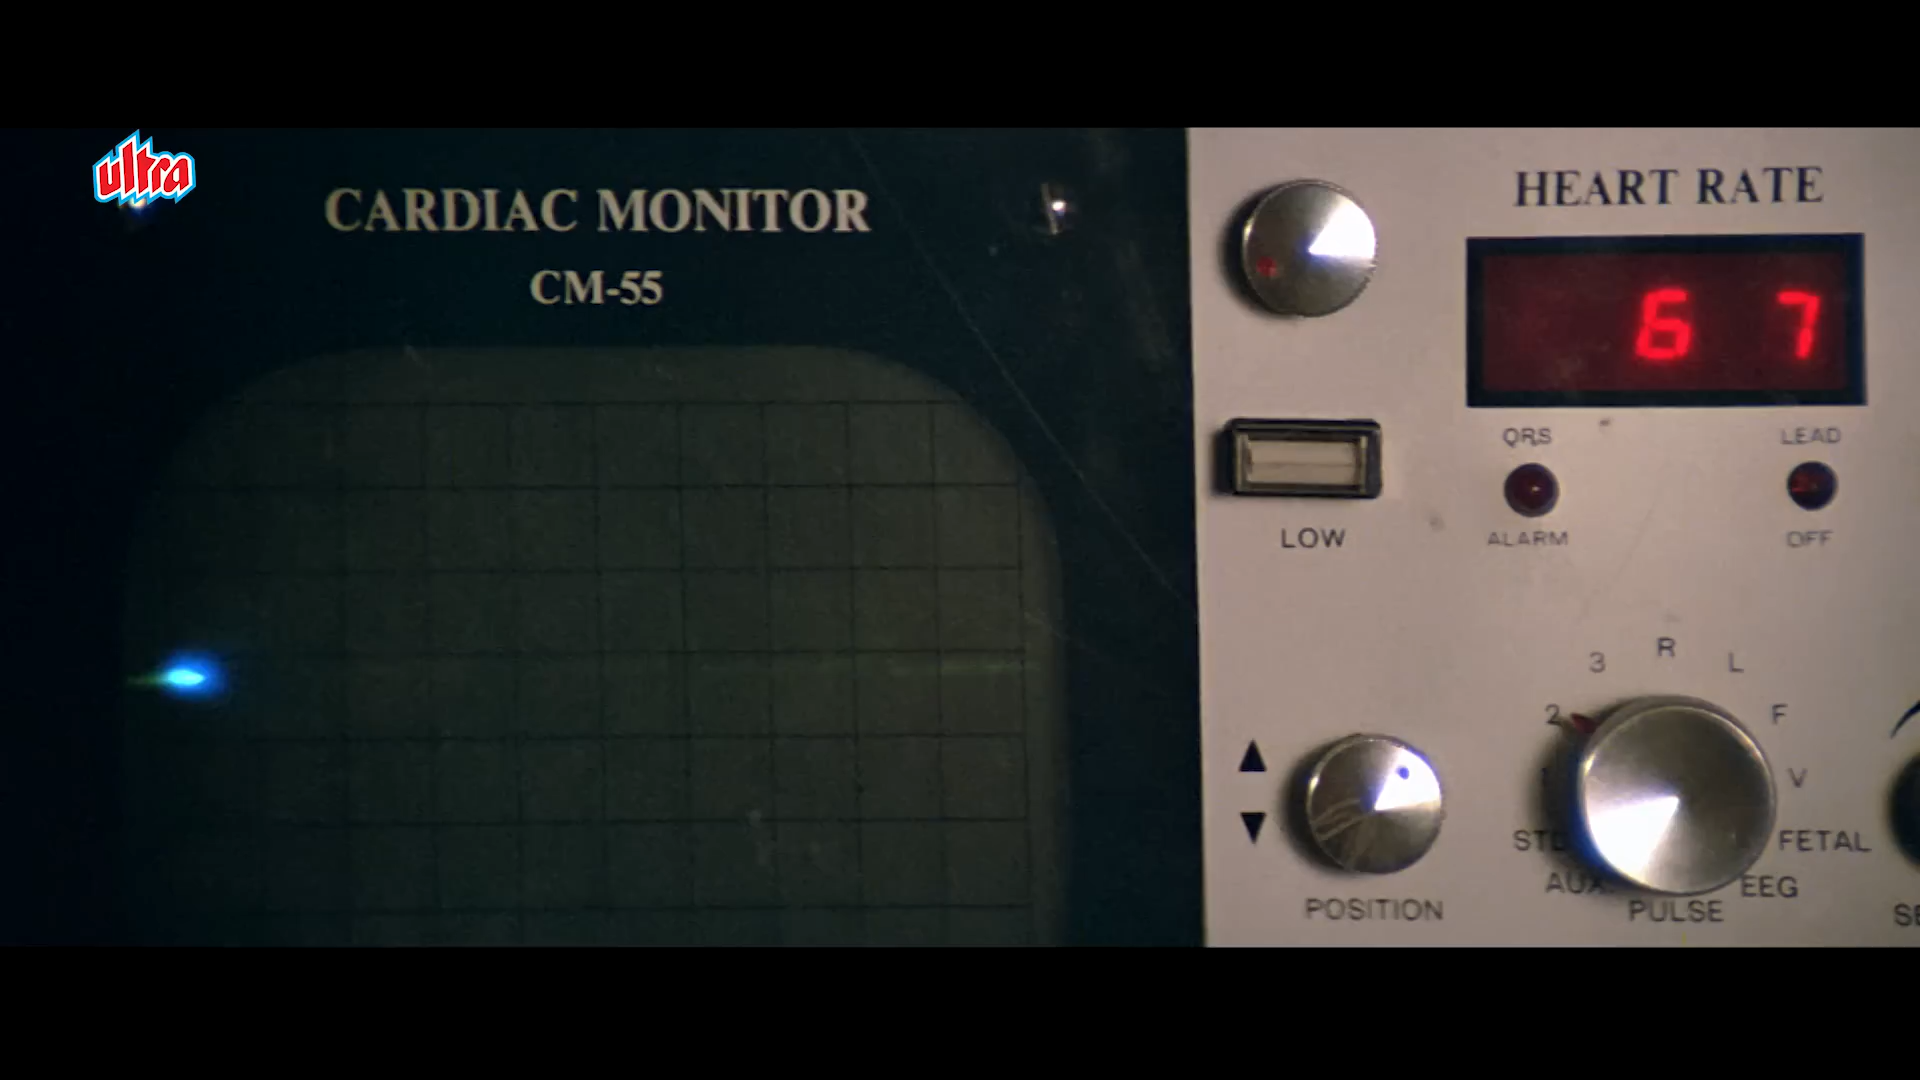 ultra
CARDIAC MONITOR
CM-55
HEART RATE
67
QRS
LEAD
LOW
ALARM
OFF
3 R L
2 F
V
FETAL
AUX.
EEG
POSITION
PULSE